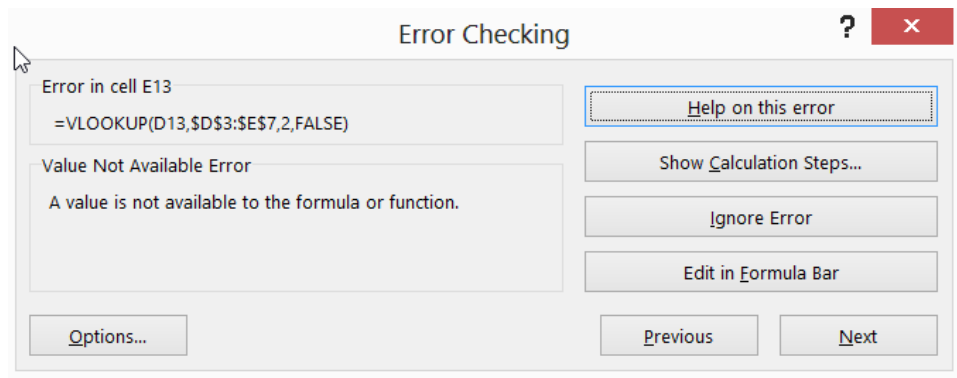 Error Checking
?
Error in cell E13
=VLOOKUP(D13,$D$3:$E$7,2,FALSE)
Value Not Available Error
A value is not available to the formula or function.
Help on this error
Show Calculation Steps...
Ignore Error
Edit in Formula Bar
Options...
Previous
Next